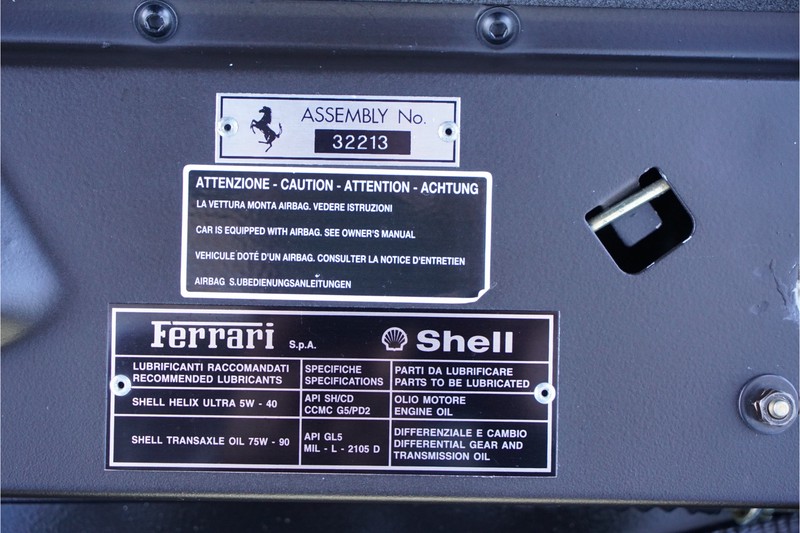 ASSEMBLY No.
32213
ATTENZIONE - CAUTION - ATTENTION - ACHTUNG
LA VETTURA MONTA AIRBAG. VEDERE ISTRUZIONI
CAR IS EQUIPPED WITH AIRBAG. SEE OWNER'S MANUAL
VEHICULE DOTÉ D'UN AIRBAG. CONSULTER LA NOTICE D'ENTRETIEN
AIRBAG S.UBEDIENUNGSANLEITUNGEN
Ferrari S.p.A. Shell
LUBRIFICANTI RACCOMANDATI
RECOMMENDED LUBRICANTS
SPECIFICHE
SPECIFICATIONS
PARTI DA LUBRIFICARE
PARTS TO BE LUBRICATED
SHELL HELIX ULTRA 5W - 40
API SH/CD
CCMC G5/PD2
OLIO MOTORE
ENGINE OIL
SHELL TRANSAXLE OIL 75W - 90
API GL5
MIL - L - 2105 D
DIFFERENZIALE E CAMBIO
DIFFERENTIAL GEAR AND
TRANSMISSION OIL